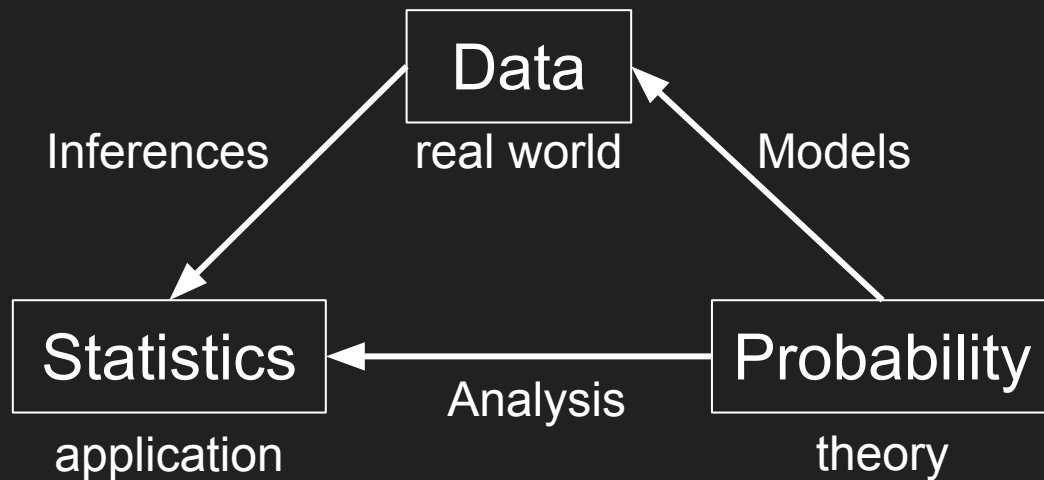 Data
Inferences
real world
Models
Statistics
Probability
Analysis
application
theory